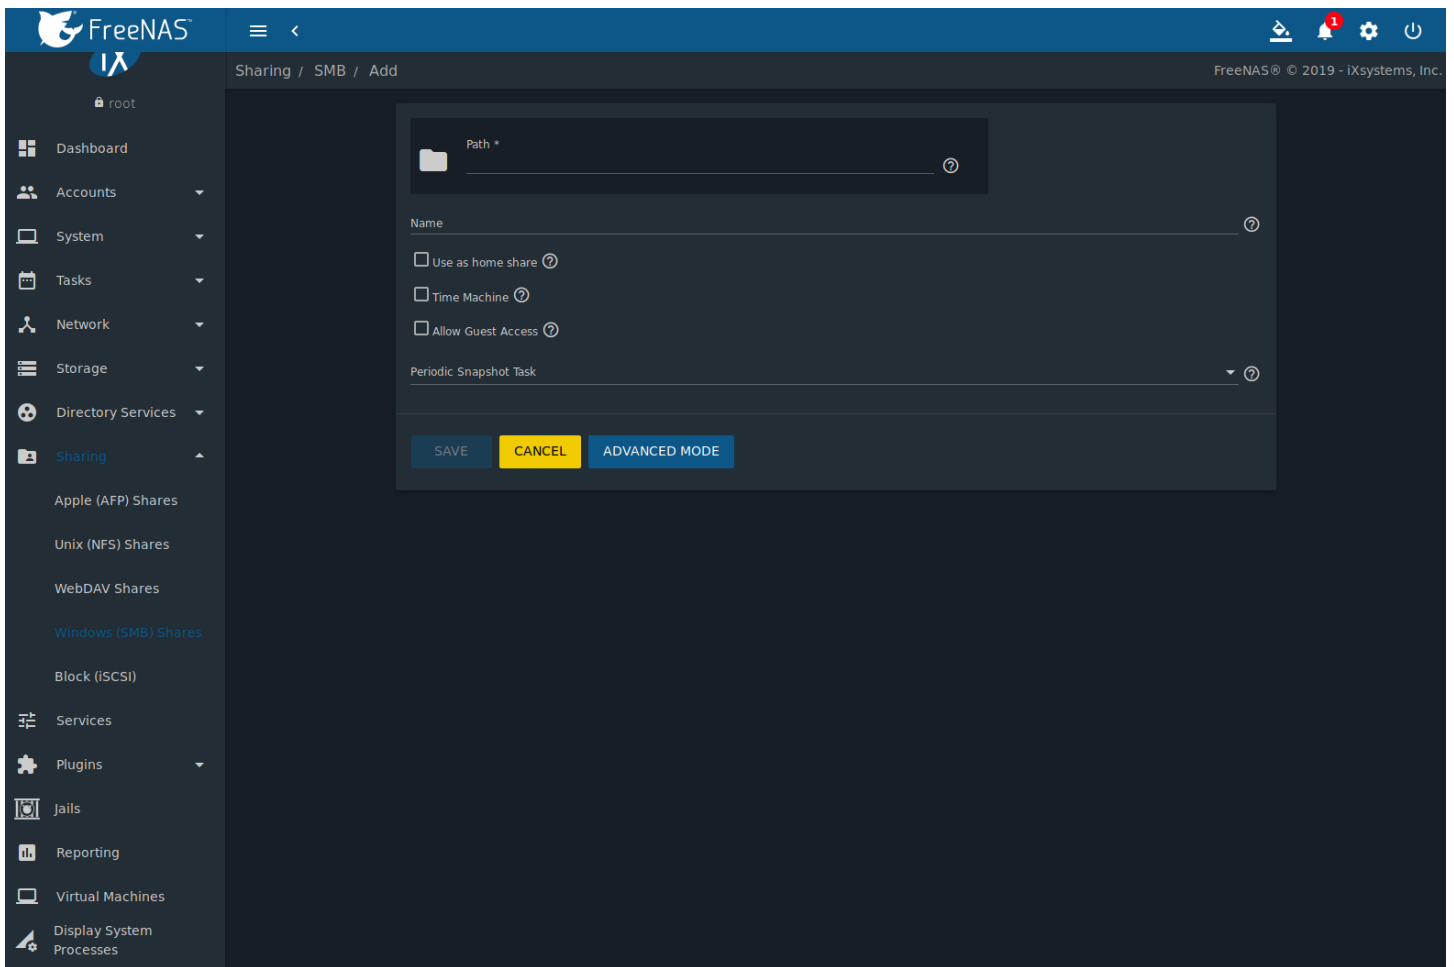 FreeNAS™
1
iX
root
Sharing / SMB / Add
FreeNAS® © 2019 - iXsystems, Inc.
Dashboard
Accounts
System
Tasks
Network
Storage
Directory Services
Sharing
Apple (AFP) Shares
Unix (NFS) Shares
WebDAV Shares
Windows (SMB) Shares
Block (iSCSI)
Services
Plugins
Jails
Reporting
Virtual Machines
Display System
Processes
Path *
Name
Use as home share
Time Machine
Allow Guest Access
Periodic Snapshot Task
SAVE
CANCEL
ADVANCED MODE